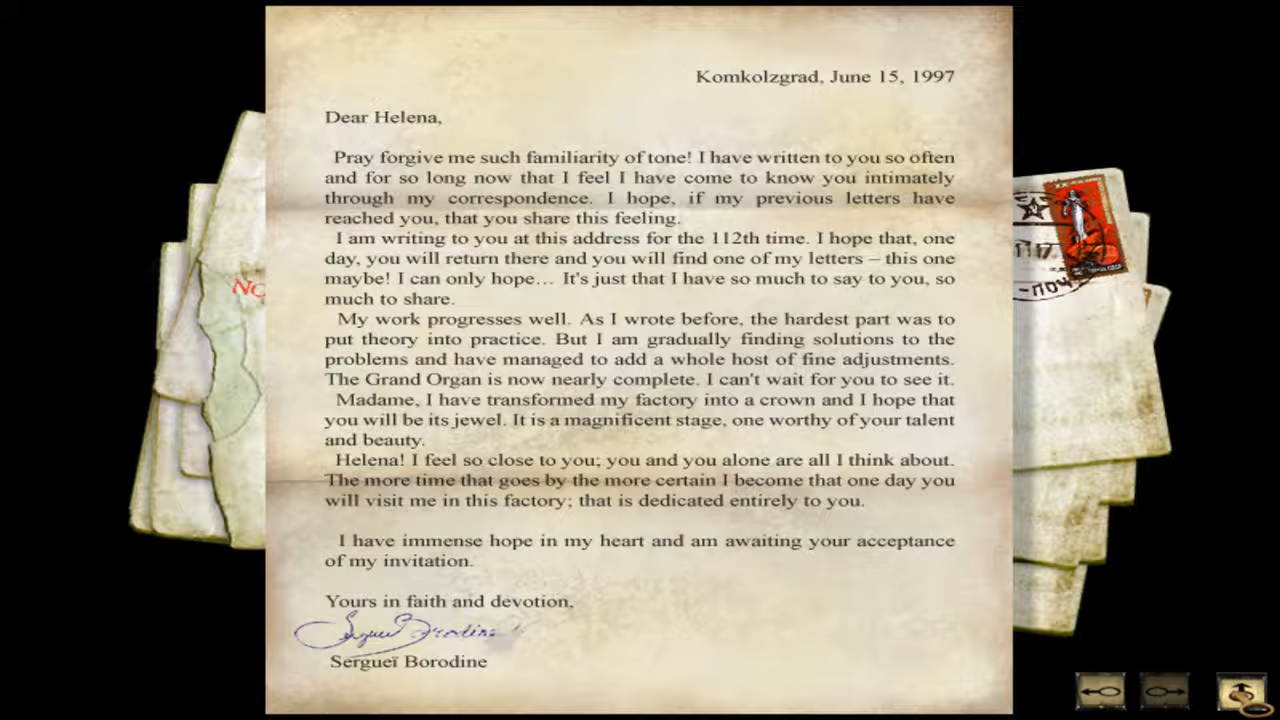 Komkolzgrad, June 15, 1997
Dear Helena,
Pray forgive me such familiarity of tone! I have written to you so often
and for so long now that I feel I have come to know you intimately
through my correspondence. I hope, if my previous letters have
reached you, that you share this feeling.
I am writing to you at this address for the 112th time. I hope that, one
day, you will return there and you will find one of my letters – this one
maybe! I can only hope… It's just that I have so much to say to you, so
much to share.
My work progresses well. As I wrote before, the hardest part was to
put theory into practice. But I am gradually finding solutions to the
problems and have managed to add a whole host of fine adjustments.
The Grand Organ is now nearly complete. I can't wait for you to see it.
Madame, I have transformed my factory into a crown and I hope that
you will be its jewel. It is a magnificent stage, one worthy of your talent
and beauty.
Helena! I feel so close to you; you and you alone are all I think about.
The more time that goes by the more certain I become that one day you
will visit me in this factory; that is dedicated entirely to you.
I have immense hope in my heart and am awaiting your acceptance
of my invitation.
Yours in faith and devotion,
Serguei Borodine
Sergueï Borodine
NO